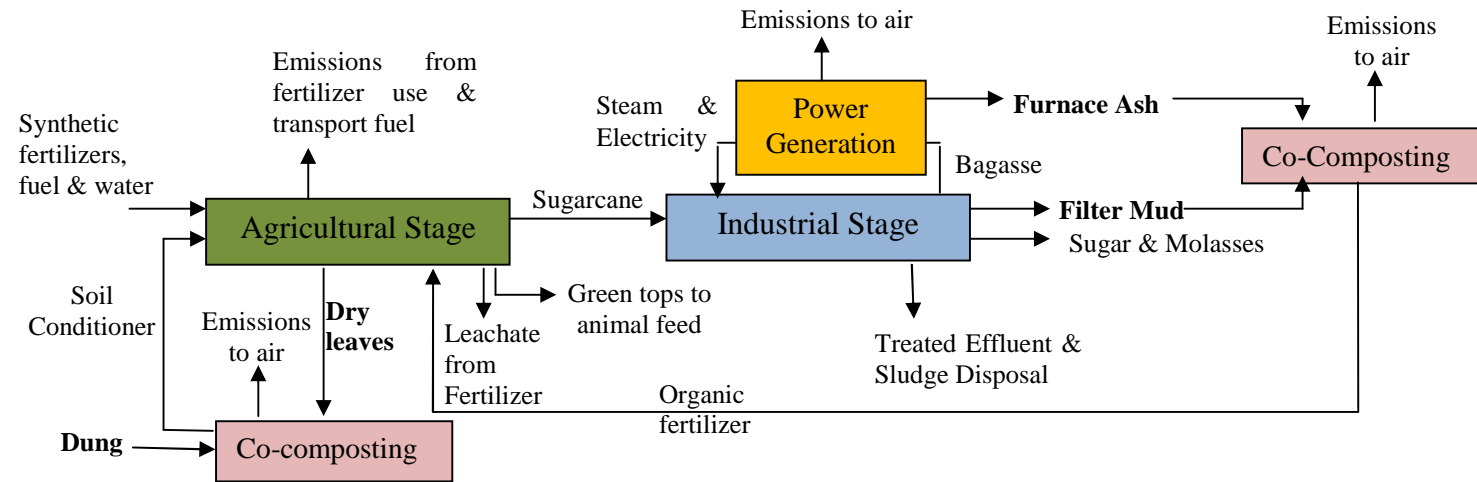 Emissions to air
Emissions
to air
Emissions from
fertilizer use &
transport fuel
Synthetic
fertilizers,
fuel & water
Steam &
Electricity
Power
Generation
Furnace Ash
Co-Composting
Bagasse
Sugarcane
Agricultural Stage
Industrial Stage
Filter Mud
Sugar & Molasses
Soil
Conditioner
Emissions
to air
Dry
leaves
Leachate
from
Fertilizer
Green tops to
animal feed
Treated Effluent &
Sludge Disposal
Organic
fertilizer
Dung
Co-composting